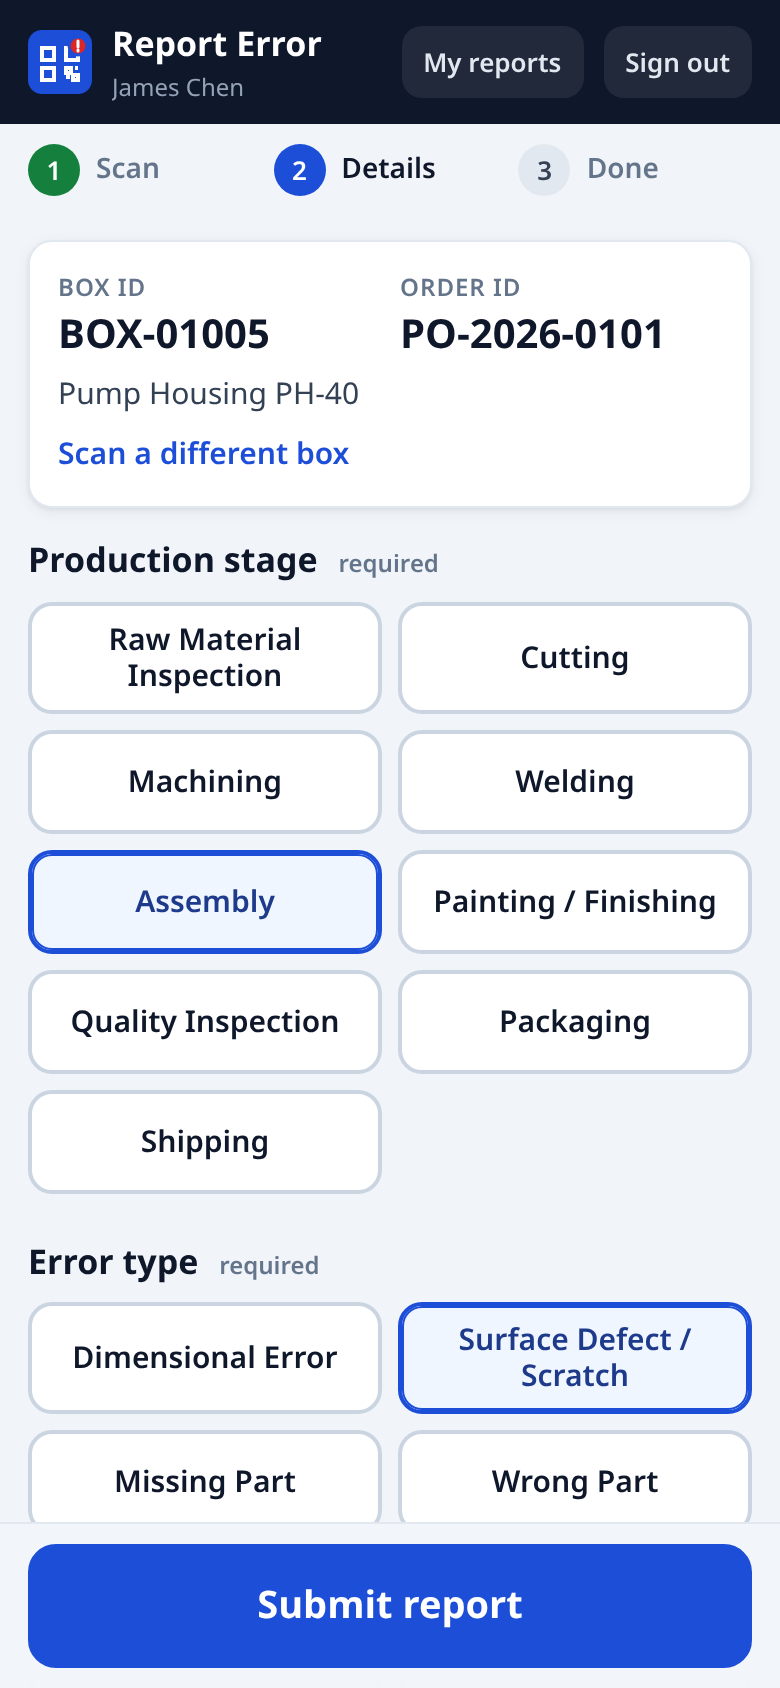 Report Error
James Chen
My reports
Sign out
1 Scan
2 Details
3 Done
BOX ID
BOX-01005
ORDER ID
PO-2026-0101
Pump Housing PH-40
Scan a different box
Production stage required
Raw Material
Inspection
Cutting
Machining
Welding
Assembly
Painting / Finishing
Quality Inspection
Packaging
Shipping
Error type required
Dimensional Error
Surface Defect /
Scratch
Missing Part
Wrong Part
Submit report